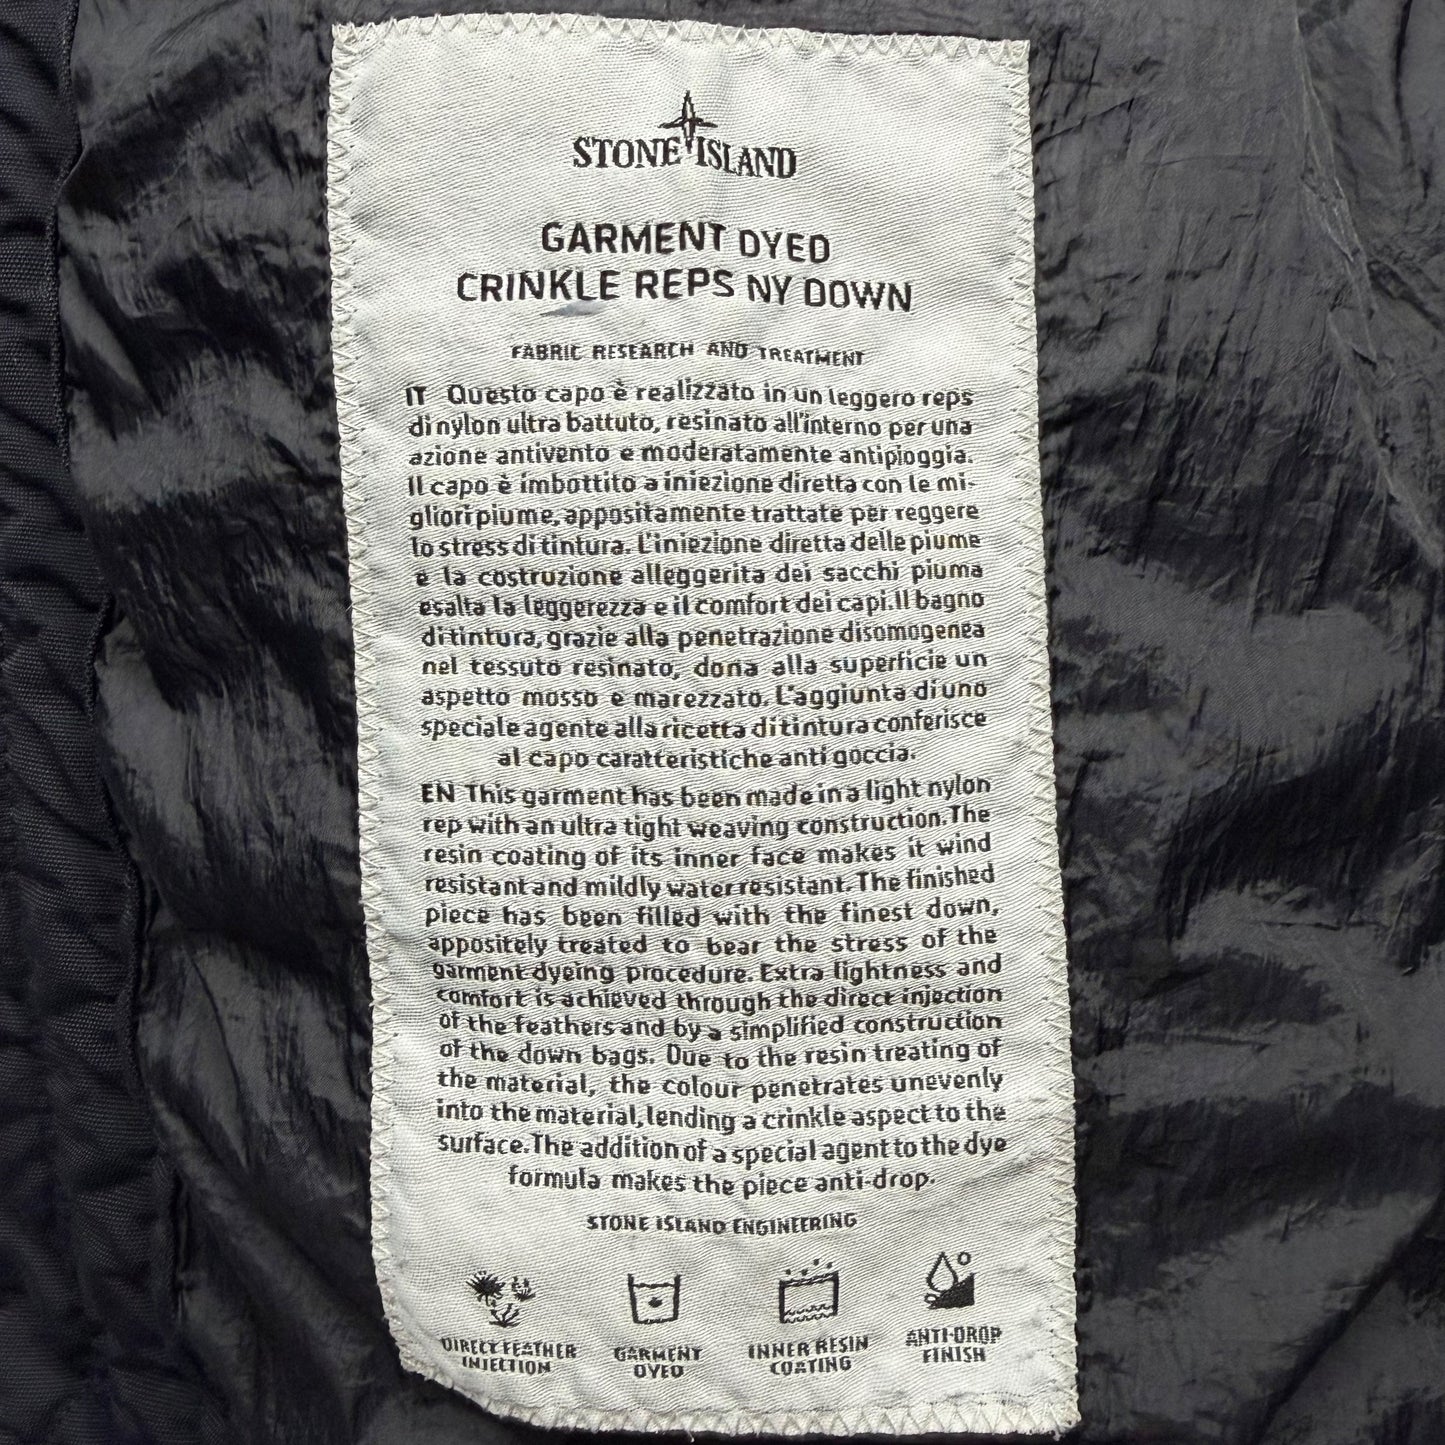 STONE ISLAND
GARMENT DYED
CRINKLE REPS NY DOWN
FABRIC RESEARCH AND TREATMENT
IT Questo capo è realizzato in un leggero reps
di nylon ultra battuto, resinato all'interno per una
azione antivento e moderatamente antipioggia.
Il capo è imbottito a iniezione diretta con le mi-
gliori piume, appositamente trattate per reggere
lo stress di tintura. L'iniezione diretta delle piume
e la costruzione alleggerita dei sacchi piuma
esalta la leggerezza e il comfort dei capi. Il bagno
di tintura, grazie alla penetrazione disomogenea
nel tessuto resinato, dona alla superficie un
aspetto mosso e marezzato. L'aggiunta di uno
speciale agente alla ricetta di tintura conferisce
al capo caratteristiche anti goccia.
EN This garment has been made in a light nylon
rep with an ultra tight weaving construction. The
resin coating of its inner face makes it wind
resistant and mildly water resistant. The finished
piece has been filled with the finest down,
appositely treated to bear the stress of the
garment dyeing procedure. Extra lightness and
comfort is achieved through the direct injection
of the feathers and by a simplified construction
of the down bags. Due to the resin treating of
the material, the colour penetrates unevenly
into the material, lending a crinkle aspect to the
surface. The addition of a special agent to the dye
formula makes the piece anti-drop.
STONE ISLAND ENGINEERING
DIRECT FEATHER
INJECTION
GARMENT
DYED
INNER RESIN
COATING
ANTI-DROP
FINISH